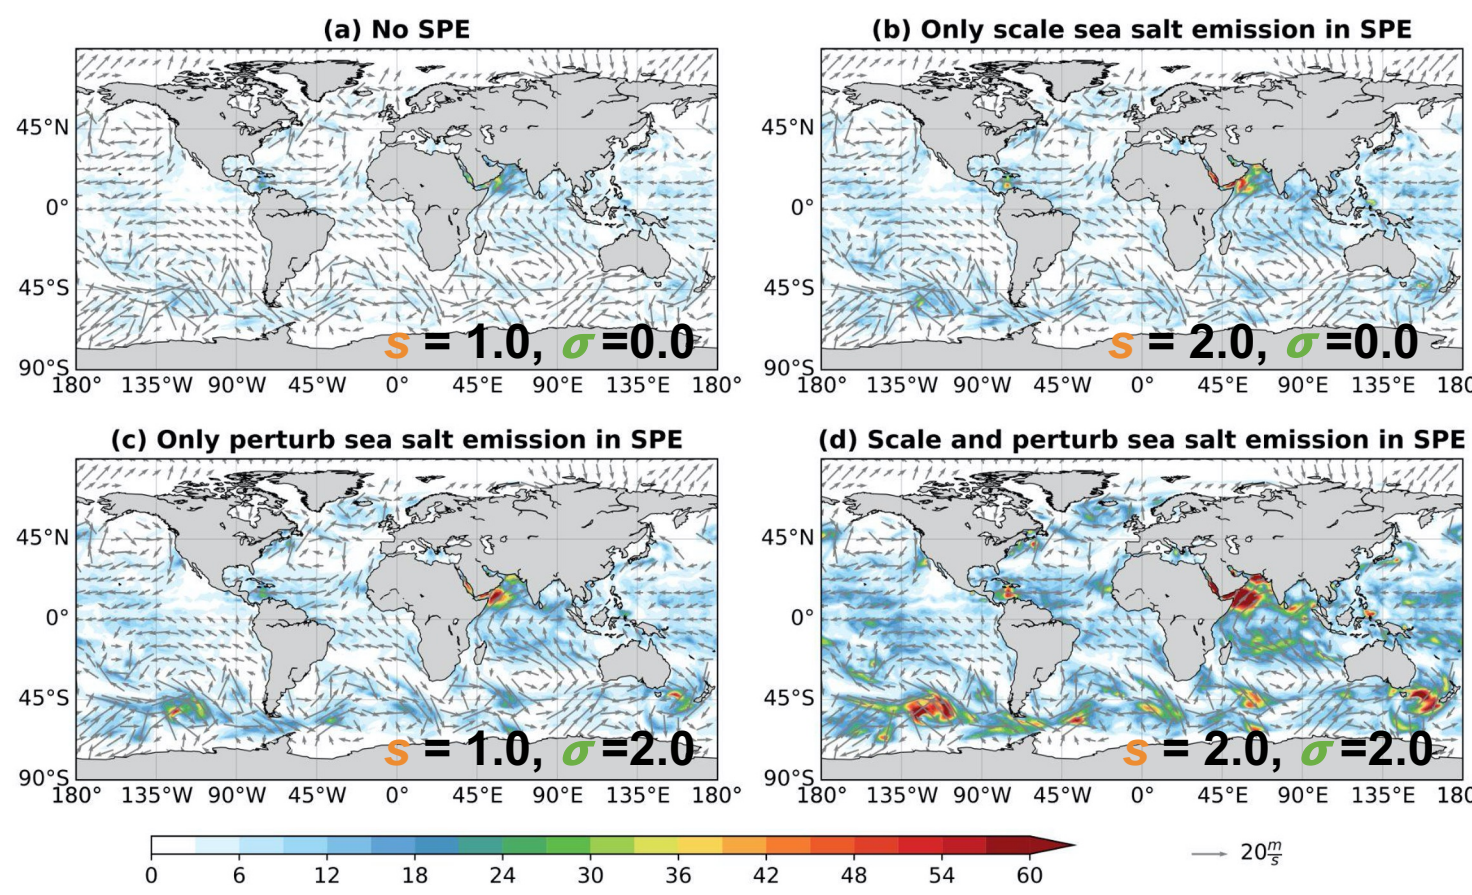 (a) No SPE
45°N
0°
45°S
90°S
180° 135°W 90°W 45°W 0° 45°E 90°E 135°E 180°
s = 1.0, σ=0.0
(b) Only scale sea salt emission in SPE
45°N
0°
45°S
90°S
180° 135°W 90°W 45°W 0° 45°E 90°E 135°E 180
s = 2.0, σ=0.0
(c) Only perturb sea salt emission in SPE
45°N
0°
45°S
90°S
180° 135°W 90°W 45°W 0° 45°E 90°E 135°E 180°
s = 1.0, σ=2.0
(d) Scale and perturb sea salt emission in SPE
45°N
0°
45°S
90°S
180° 135°W 90°W 45°W 0° 45°E 90°E 135°E 180
s = 2.0, σ=2.0
0 6 12 18 24 30 36 42 48 54 60
20 m/s